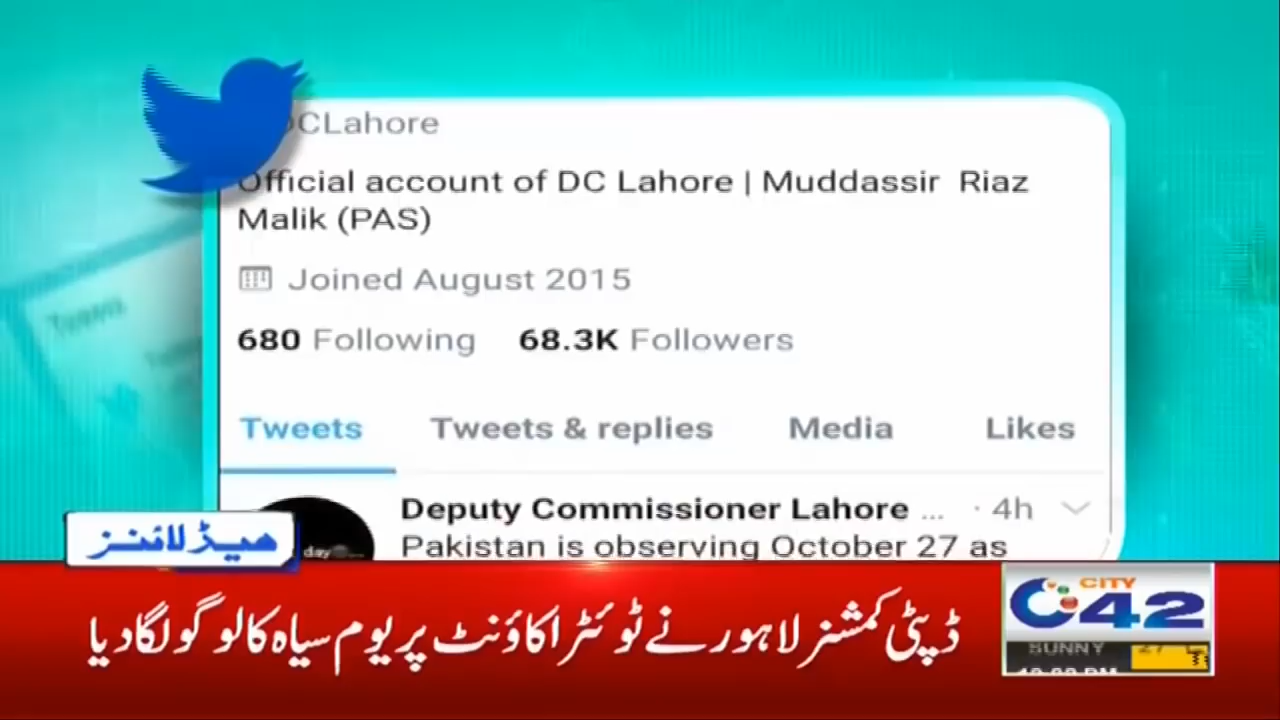 DCLahore
Official account of DC Lahore | Muddassir Riaz
Malik (PAS)
Joined August 2015
680 Following 68.3K Followers
Tweets Tweets & replies Media Likes
Deputy Commissioner Lahore ... · 4h
Pakistan is observing October 27 as
day
ہیڈلائنز
ڈپٹی کمشنر لاہور نے ٹوئٹر اکاؤنٹ پر یوم سیاہ کا لوگو لگا دیا
CITY
42
SUNNY